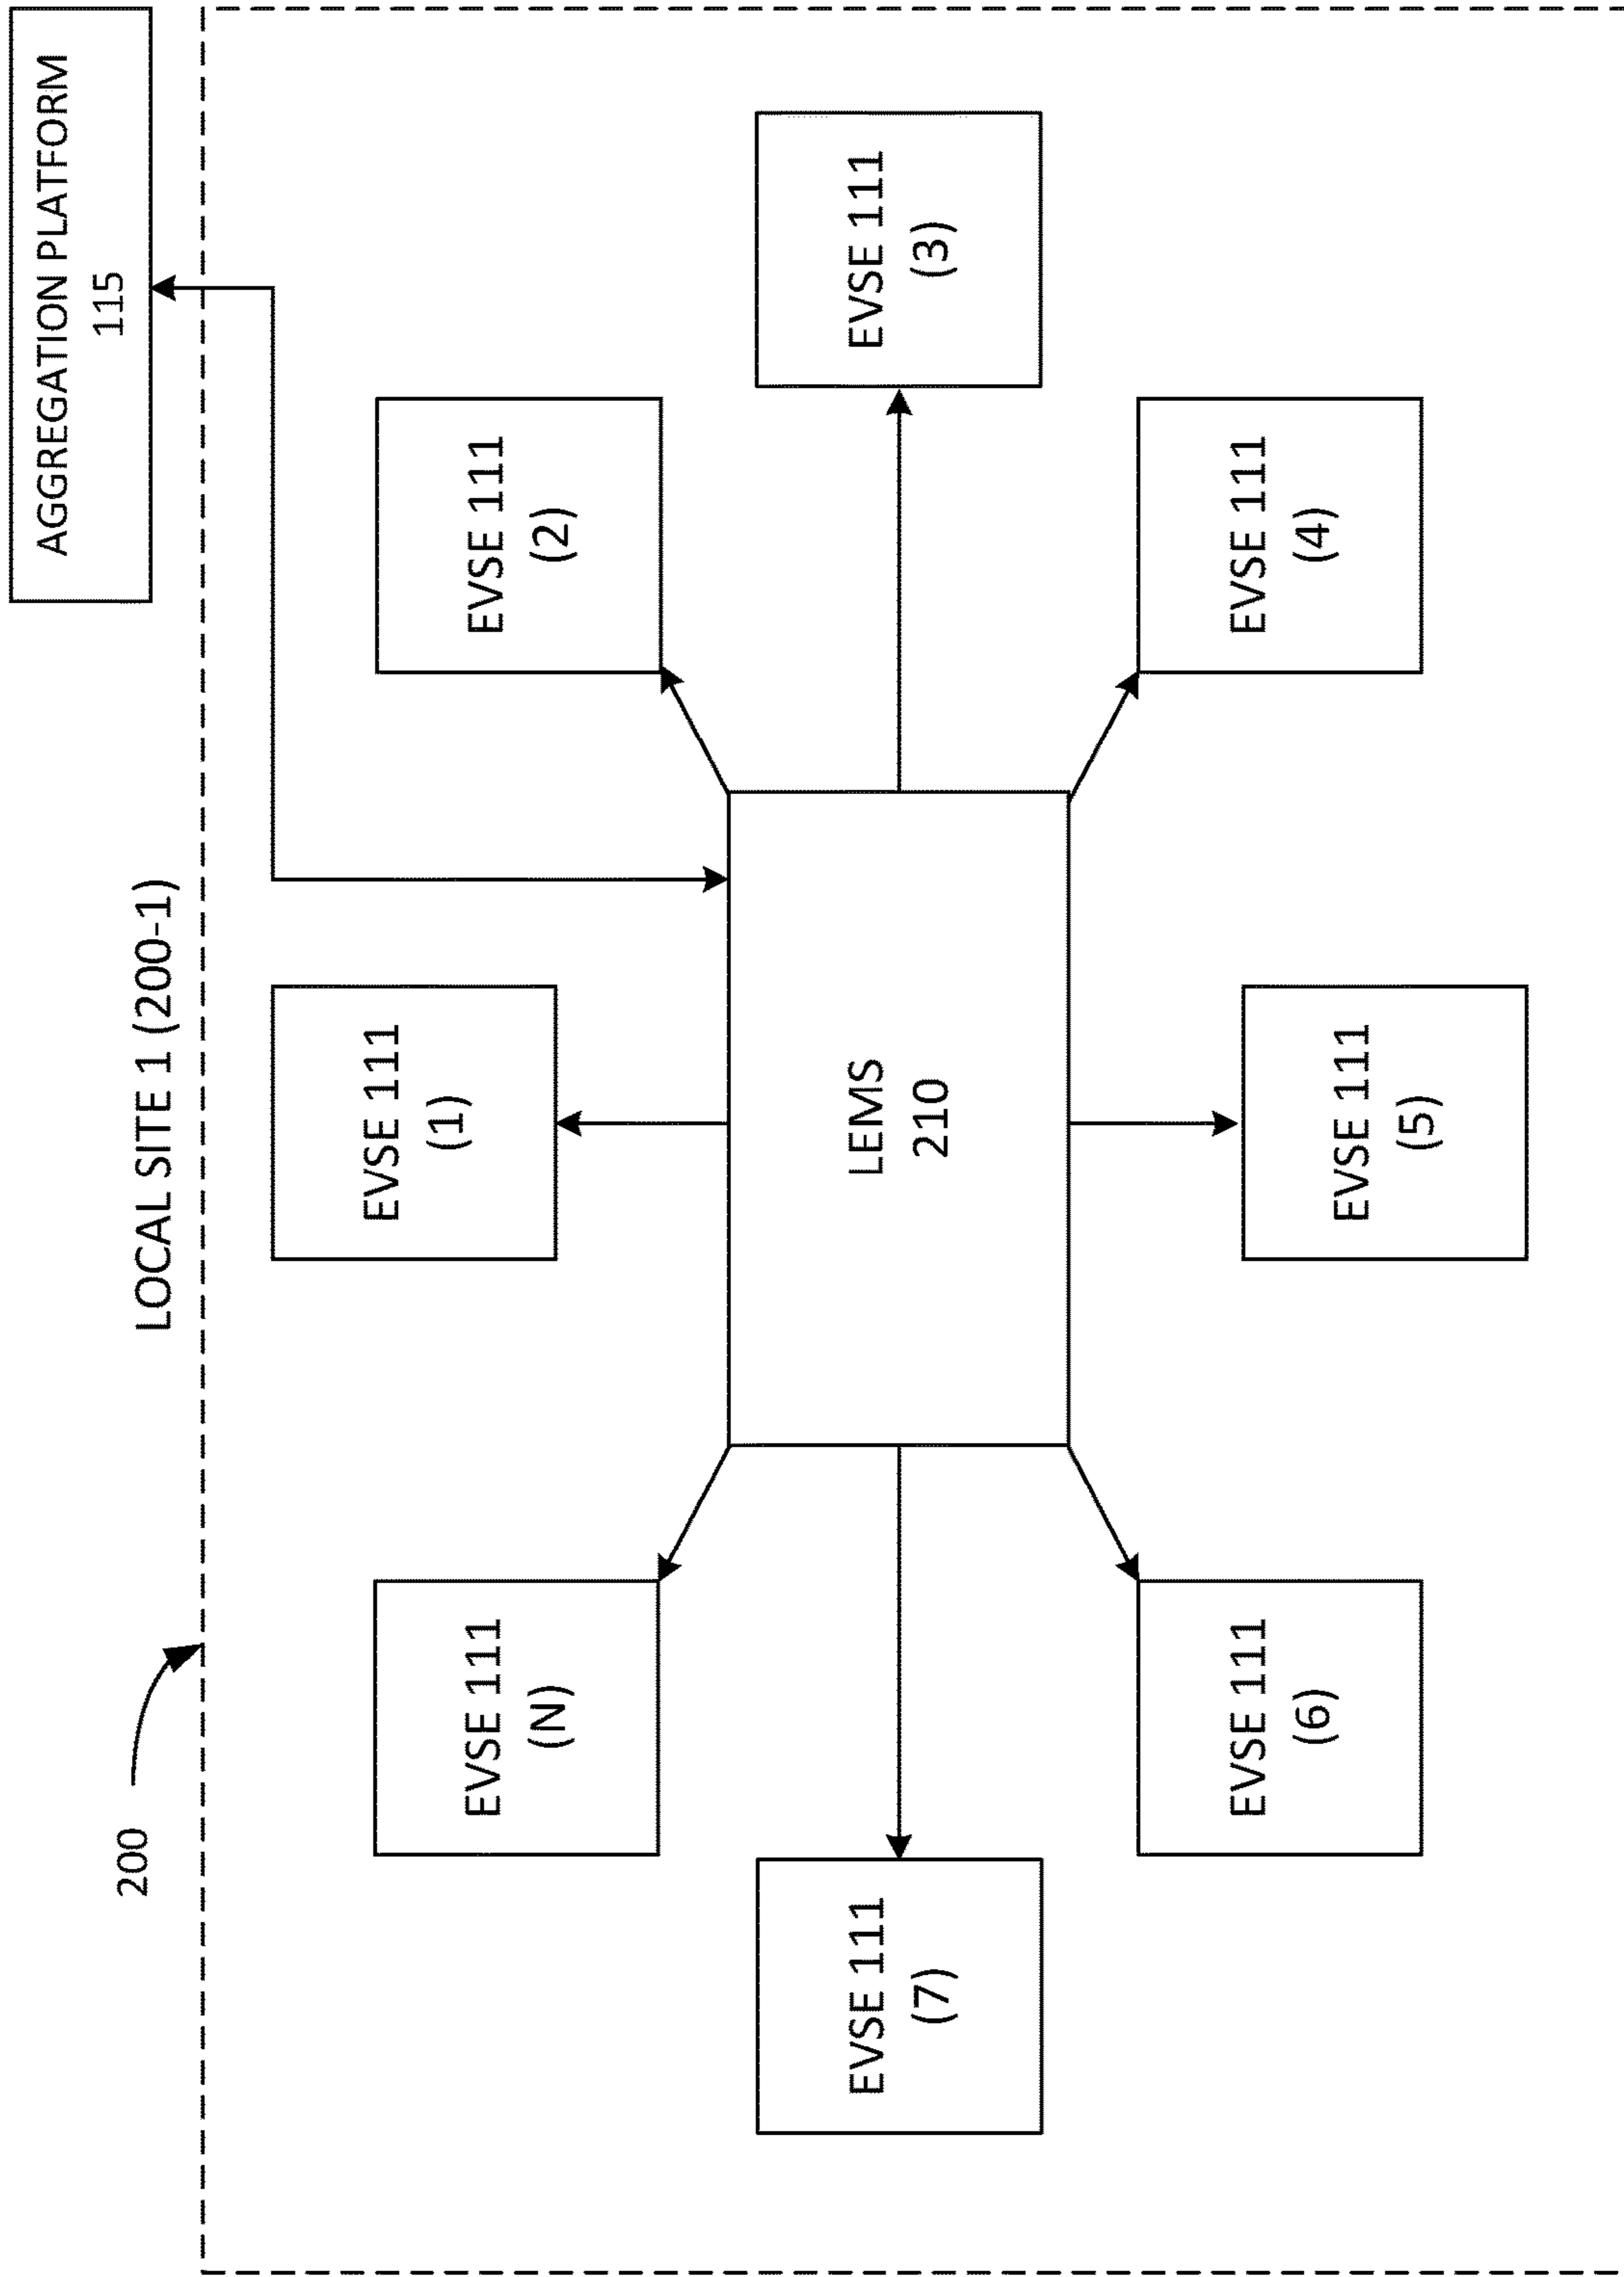 AGGREGATION PLATFORM
115
LOCAL SITE 1 (200-1)
200
EVSE 111
(1)
EVSE 111
(2)
EVSE 111
(3)
EVSE 111
(4)
EVSE 111
(5)
EVSE 111
(6)
EVSE 111
(7)
EVSE 111
(N)
LEMS
210